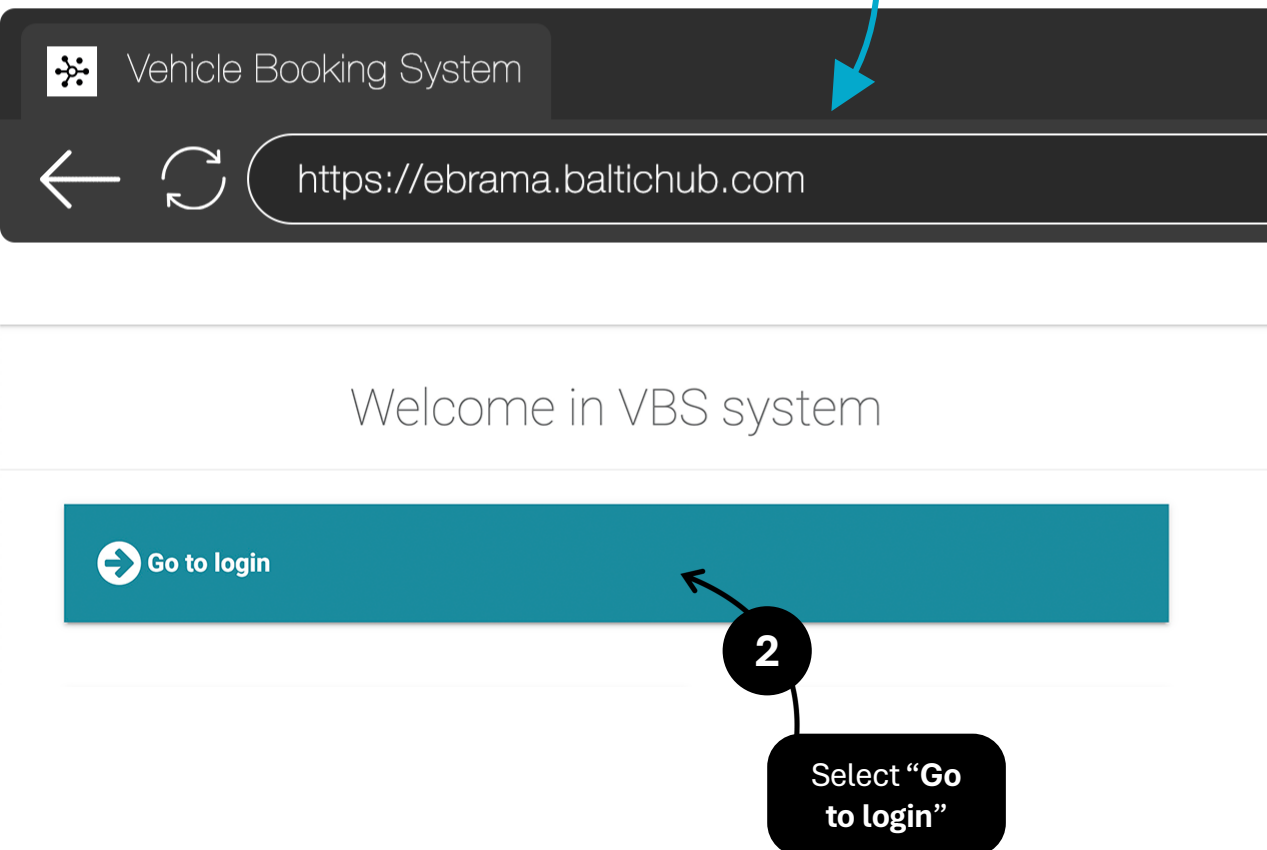 Vehicle Booking System
https://ebrama.baltichub.com
Welcome in VBS system
Go to login
2
Select “Go
to login”